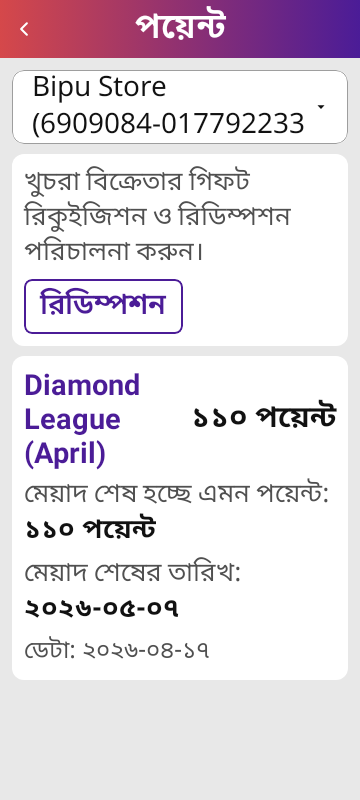 পয়েন্ট
Bipu Store
(6909084-017792233
খুচরা বিক্রেতার গিফট
রিকুইজিশন ও রিডিম্পশন
পরিচালনা করুন।
রিডিম্পশন
Diamond
League
(April)
১১০ পয়েন্ট
মেয়াদ শেষ হচ্ছে এমন পয়েন্ট:
১১০ পয়েন্ট
মেয়াদ শেষের তারিখ:
২০২৬-০৫-০৭
ডেটা: ২০২৬-০৪-১৭